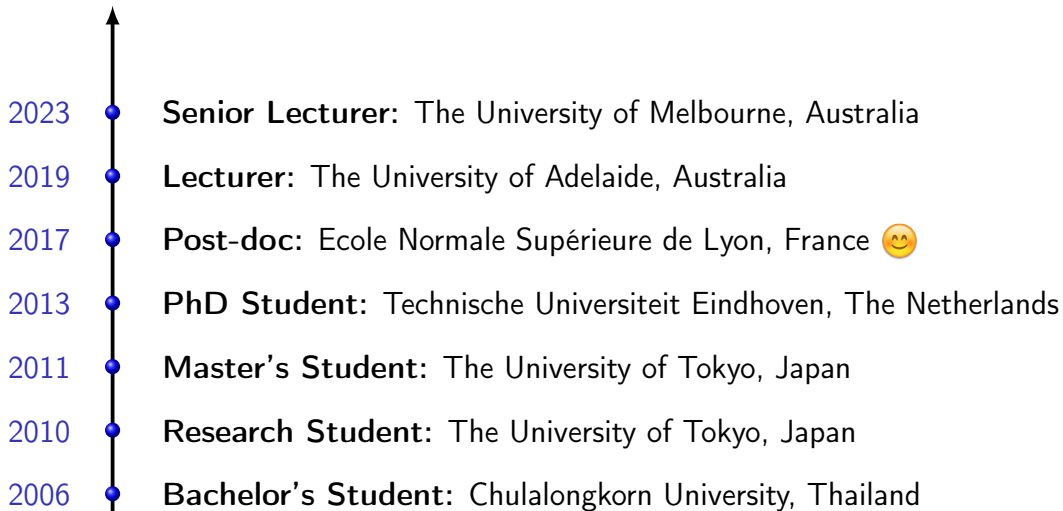 2023 Senior Lecturer: The University of Melbourne, Australia
2019 Lecturer: The University of Adelaide, Australia
2017 Post-doc: Ecole Normale Supérieure de Lyon, France 😊
2013 PhD Student: Technische Universiteit Eindhoven, The Netherlands
2011 Master's Student: The University of Tokyo, Japan
2010 Research Student: The University of Tokyo, Japan
2006 Bachelor's Student: Chulalongkorn University, Thailand